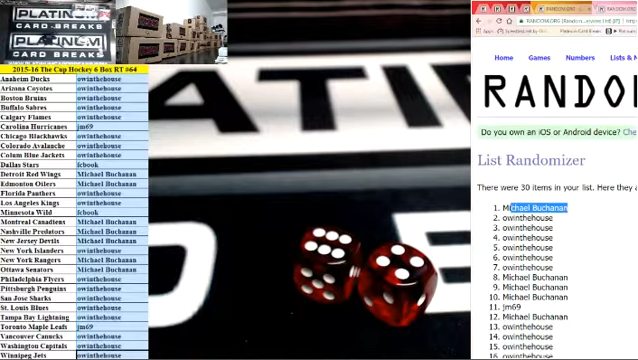 PLATINUM
CARD BREAKS
PLATINUM
CARD BREAKS
2015-16 The Cup Hockey 6 Box RT #64
Anaheim Ducks owinthehouse
Arizona Coyotes owinthehouse
Boston Bruins owinthehouse
Buffalo Sabres owinthehouse
Calgary Flames owinthehouse
Carolina Hurricanes jm69
Chicago Blackhawks owinthehouse
Colorado Avalanche owinthehouse
Colum Blue Jackets owinthehouse
Dallas Stars fcbook
Detroit Red Wings Michael Buchanan
Edmonton Oilers Michael Buchanan
Florida Panthers owinthehouse
Los Angeles Kings owinthehouse
Minnesota Wild fcbook
Montreal Canadiens Michael Buchanan
Nashville Predators Michael Buchanan
New Jersey Devils Michael Buchanan
New York Islanders owinthehouse
New York Rangers Michael Buchanan
Ottawa Senators Michael Buchanan
Philadelphia Flyers owinthehouse
Pittsburgh Penguins owinthehouse
San Jose Sharks owinthehouse
St. Louis Blues owinthehouse
Tampa Bay Lightning owinthehouse
Toronto Maple Leafs jm69
Vancouver Canucks owinthehouse
Washington Capitals owinthehouse
Winnipeg Jets owinthehouse
ATI
Home Games Numbers Lists &
RANDO
Do you own an iOS or Android device? Che
List Randomizer
There were 30 items in your list. Here they a
1. Michael Buchanan
2. owinthehouse
3. owinthehouse
4. owinthehouse
5. owinthehouse
6. owinthehouse
7. owinthehouse
8. Michael Buchanan
9. Michael Buchanan
10. Michael Buchanan
11. jm69
12. Michael Buchanan
13. owinthehouse
14. owinthehouse
15. owinthehouse
16. owinthehouse